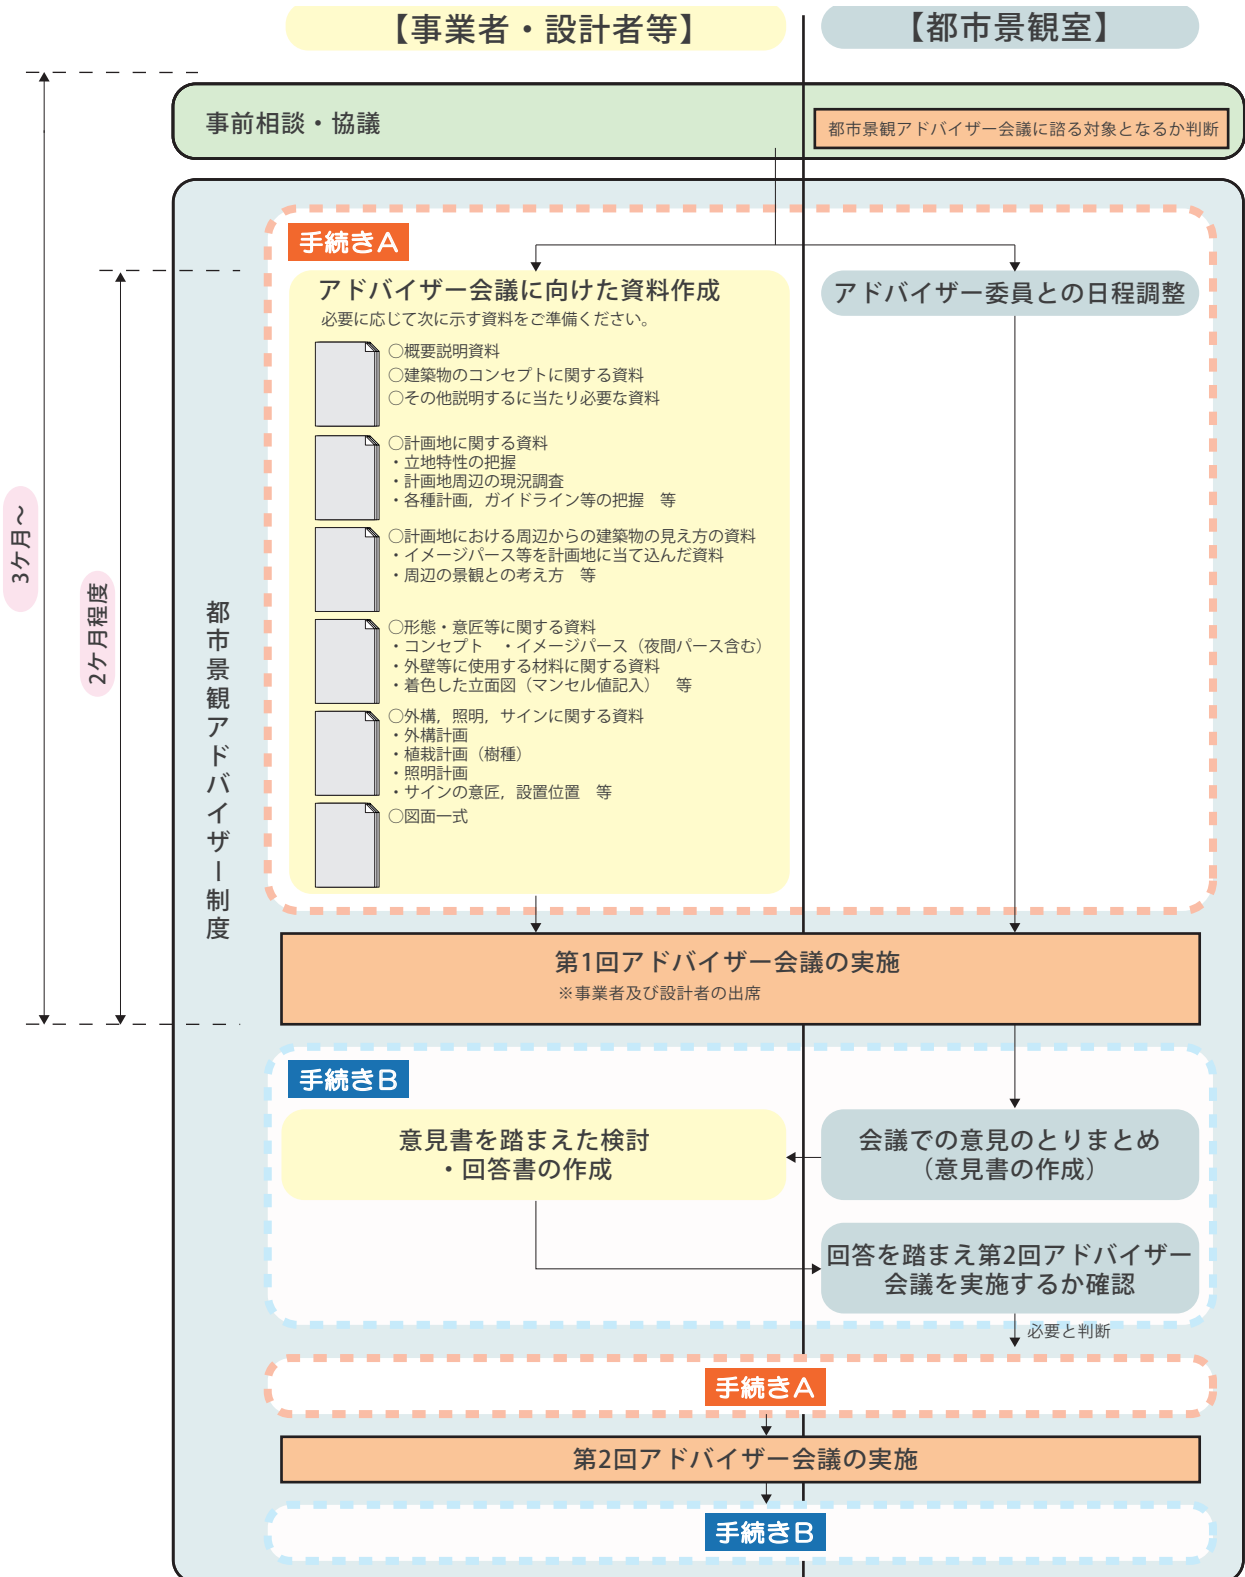 【事業者・設計者等】
【都市景観室】
事前相談・協議
都市景観アドバイザー会議に諮る対象となるか判断
3ケ月～
2ケ月程度
都市景観アドバイザー制度
手続きA
アドバイザー会議に向けた資料作成
必要に応じて次に示す資料をご準備ください。
○概要説明資料
○建築物のコンセプトに関する資料
○その他説明するに当たり必要な資料
○計画地に関する資料
・立地特性の把握
・計画地周辺の現況調査
・各種計画，ガイドライン等の把握　等
○計画地における周辺からの建築物の見え方の資料
・イメージパース等を計画地に当て込んだ資料
・周辺の景観との考え方　等
○形態・意匠等に関する資料
・コンセプト　・イメージパース（夜間パース含む）
・外壁等に使用する材料に関する資料
・着色した立面図（マンセル値記入）　等
○外構，照明，サインに関する資料
・外構計画
・植栽計画（樹種）
・照明計画
・サインの意匠，設置位置　等
○図面一式
アドバイザー委員との日程調整
第1回アドバイザー会議の実施
※事業者及び設計者の出席
手続きB
意見書を踏まえた検討
・回答書の作成
会議での意見のとりまとめ
（意見書の作成）
回答を踏まえ第2回アドバイザー
会議を実施するか確認
必要と判断
手続きA
第2回アドバイザー会議の実施
手続きB